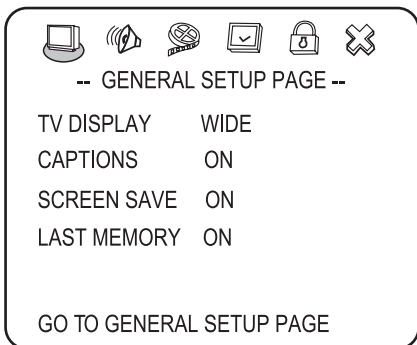 -- GENERAL SETUP PAGE --
TV DISPLAY WIDE
CAPTIONS ON
SCREEN SAVE ON
LAST MEMORY ON
GO TO GENERAL SETUP PAGE